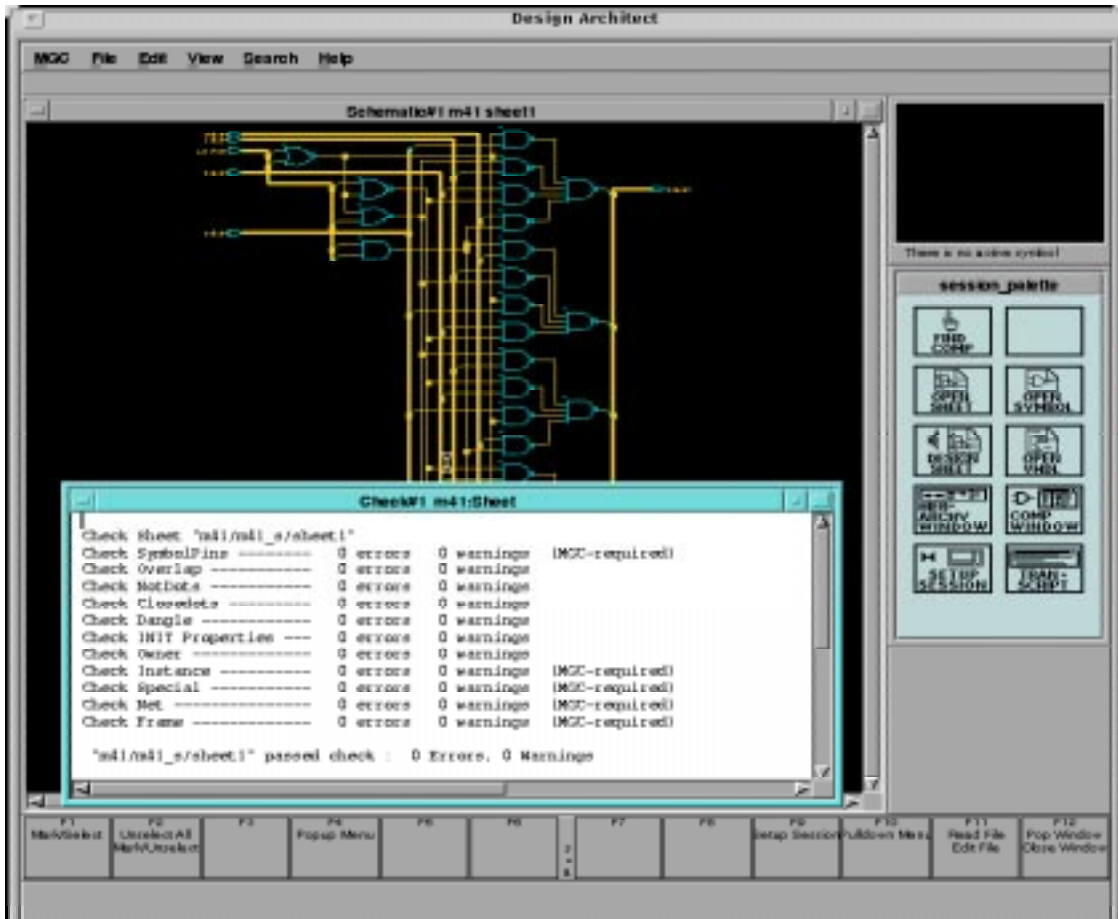 Design Architect
MGC File Edit View Search Help
Schematic#1 m41 sheet1
There is no active symbol
session_palette
FIND COMP
OPEN SHEET
OPEN SYMBOL
DESIGN SHEET
OPEN VHDL
HIER-ARCHY WINDOW
COMP WINDOW
SETUP SESSION
TRAN-SCRIPT
Check#1 m41:Sheet
Check Sheet "m41/m41_s/sheet1"
Check SymbolPins --------- 0 errors 0 warnings (MGC-required)
Check Overlap ------------ 0 errors 0 warnings
Check NotDots ------------ 0 errors 0 warnings
Check Closedots ---------- 0 errors 0 warnings
Check Dangle ------------- 0 errors 0 warnings
Check INIT Properties --- 0 errors 0 warnings
Check Owner -------------- 0 errors 0 warnings
Check Instance ----------- 0 errors 0 warnings (MGC-required)
Check Special ------------ 0 errors 0 warnings (MGC-required)
Check Net ---------------- 0 errors 0 warnings (MGC-required)
Check Frame -------------- 0 errors 0 warnings (MGC-required)
"m41/m41_s/sheet1" passed check : 0 Errors, 0 Warnings
F1 F2 F3 F4 F5 F6 F7 F8 F9 F10 F11 F12
Mark/Select Unselect All Popup Menu Setup Session Pulldown Menu Read File Pop Window
Mark/Unselect Edit File Close Window